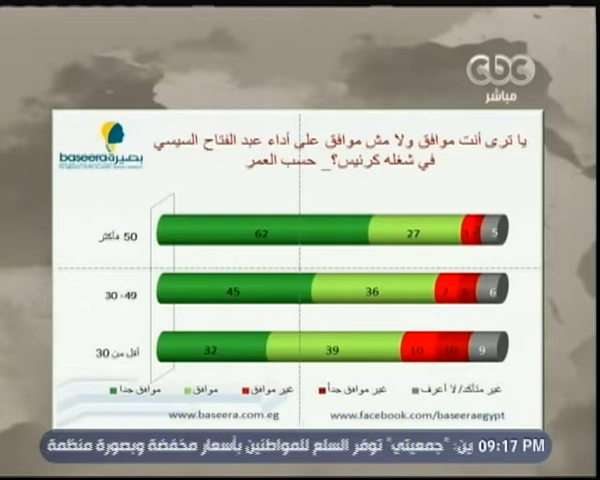 cbc
مباشر
baseera بصيرة
يا ترى أنت موافق ولا مش موافق على أداء عبد الفتاح السيسي
في شغله كرئيس؟_ حسب العمر
50 فأكثر
62 27 5
30-49
45 36 7 5 6
أقل من 30
32 39 10 10 9
موافق جدا موافق غير موافق غير موافق جداً غير متأكد/لا أعرف
www.baseera.com.eg www.facebook.com/baseeraegypt
ين: "جمعيتي" توفر السلع للمواطنين بأسعار مخفضة وبصورة منظمة 09:17 PM